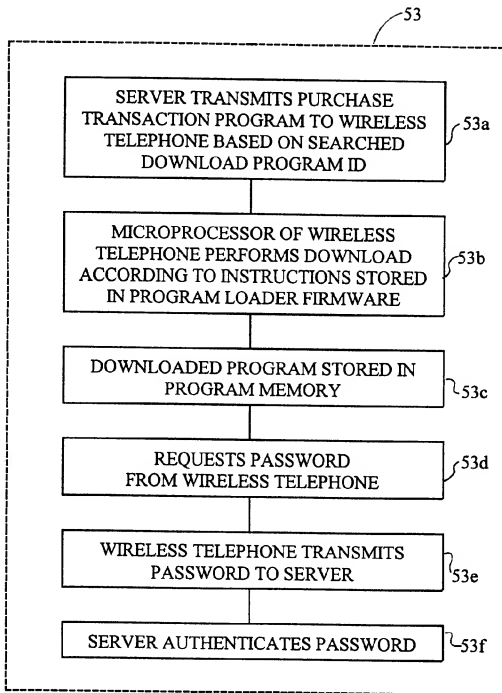 53
SERVER TRANSMITS PURCHASE
TRANSACTION PROGRAM TO WIRELESS
TELEPHONE BASED ON SEARCHED
DOWNLOAD PROGRAM ID
53a
MICROPROCESSOR OF WIRELESS
TELEPHONE PERFORMS DOWNLOAD
ACCORDING TO INSTRUCTIONS STORED
IN PROGRAM LOADER FIRMWARE
53b
DOWNLOADED PROGRAM STORED IN
PROGRAM MEMORY
53c
REQUESTS PASSWORD
FROM WIRELESS TELEPHONE
53d
WIRELESS TELEPHONE TRANSMITS
PASSWORD TO SERVER
53e
SERVER AUTHENTICATES PASSWORD
53f